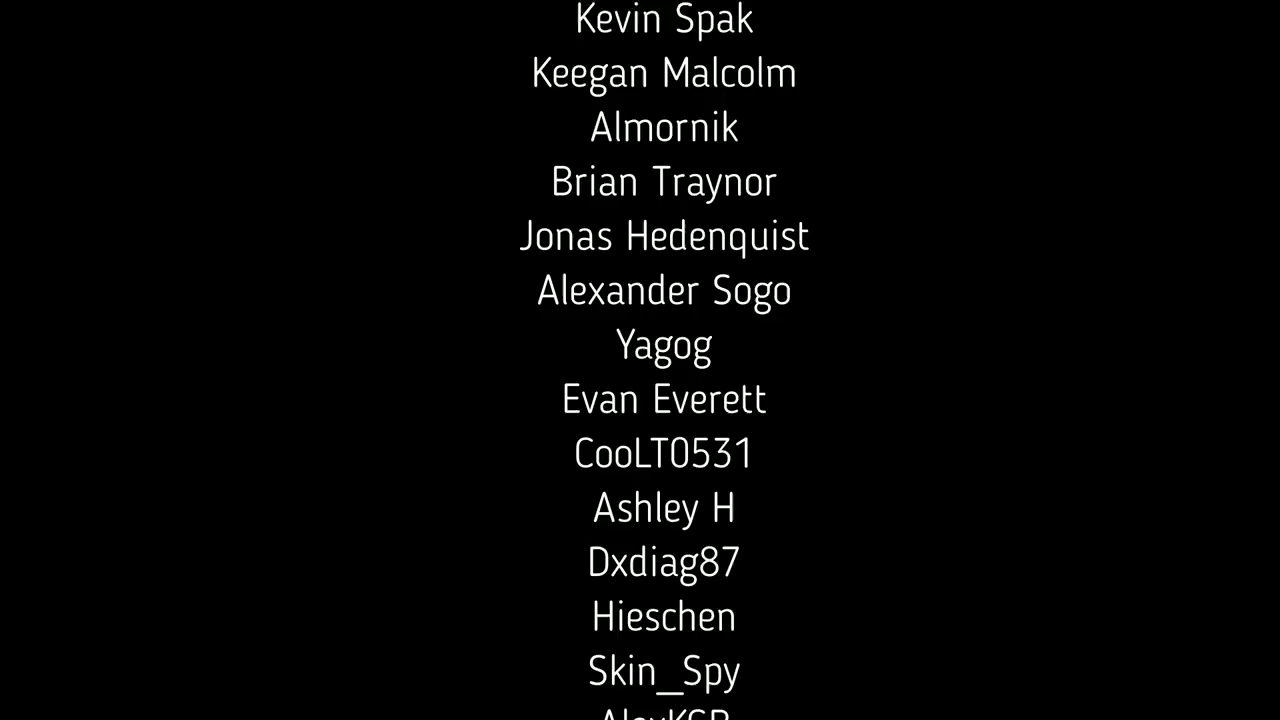 Kevin Spak
Keegan Malcolm
Almornik
Brian Traynor
Jonas Hedenquist
Alexander Sogo
Yagog
Evan Everett
CooLT0531
Ashley H
Dxdiag87
Hieschen
Skin_Spy